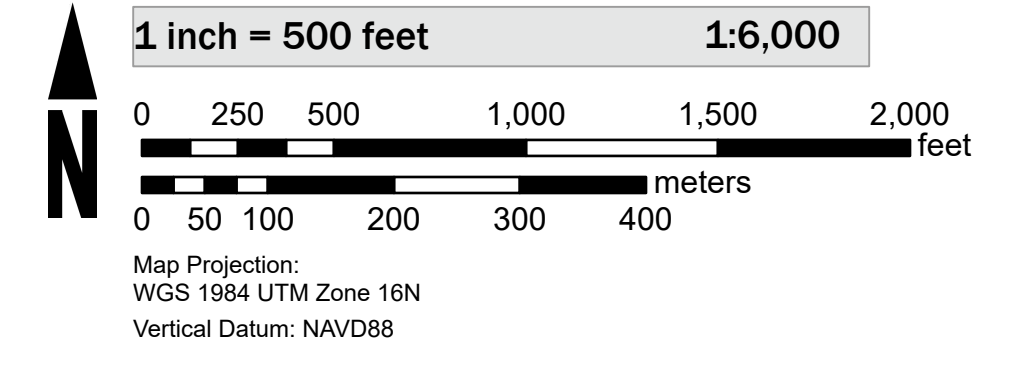 1 inch = 500 feet 1:6,000
0 250 500 1,000 1,500 2,000
feet
meters
0 50 100 200 300 400
N
Map Projection:
WGS 1984 UTM Zone 16N
Vertical Datum: NAVD88